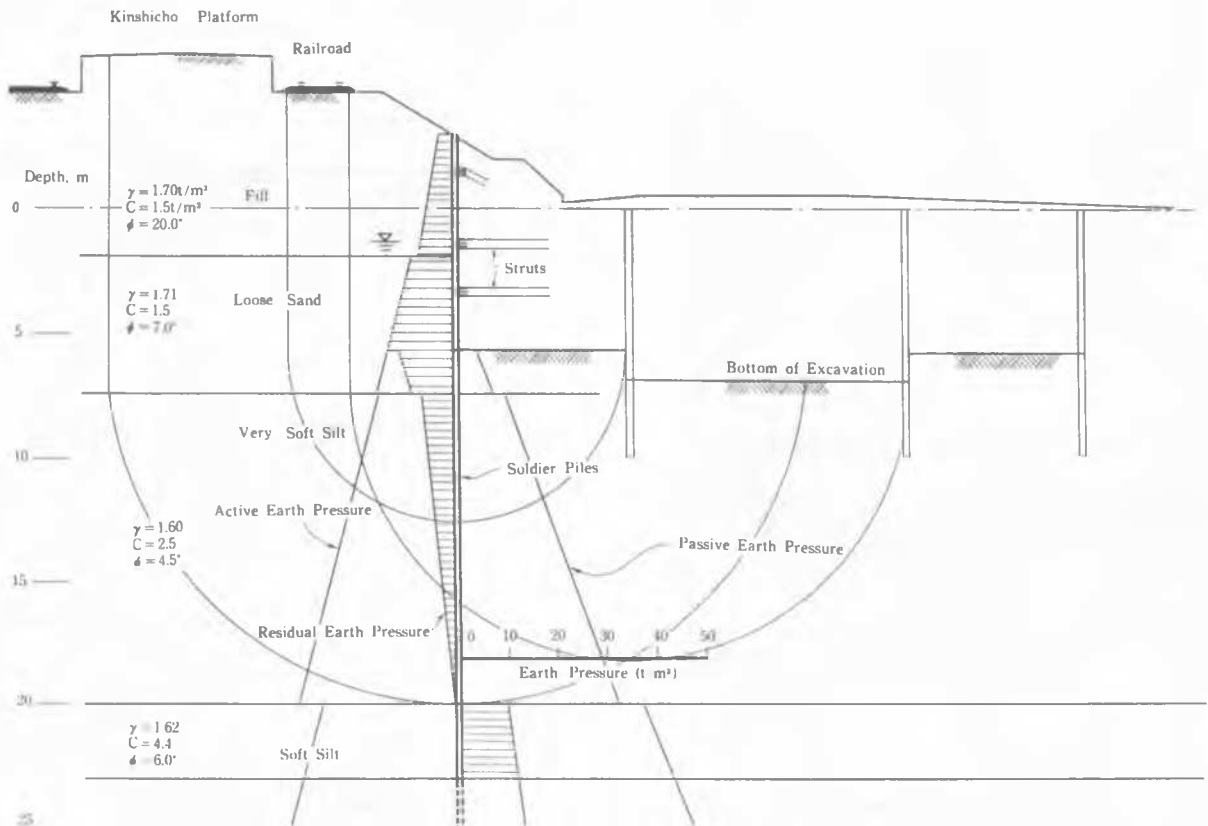 Kinshicho Platform
Railroad
Depth, m
γ = 1.70t/m³
C = 1.5t/m³
ϕ = 20.0°
Fill
0
Struts
γ = 1.71
C = 1.5
ϕ = 7.0°
Loose Sand
5
Bottom of Excavation
Very Soft Silt
10
Soldier Piles
Active Earth Pressure
γ = 1.60
C = 2.5
ϕ = 4.5°
Passive Earth Pressure
15
Residual Earth Pressure
0 10 20 30 40 50
Earth Pressure (t m²)
20
γ = 1.62
C = 4.4
ϕ = 6.0°
Soft Silt
25